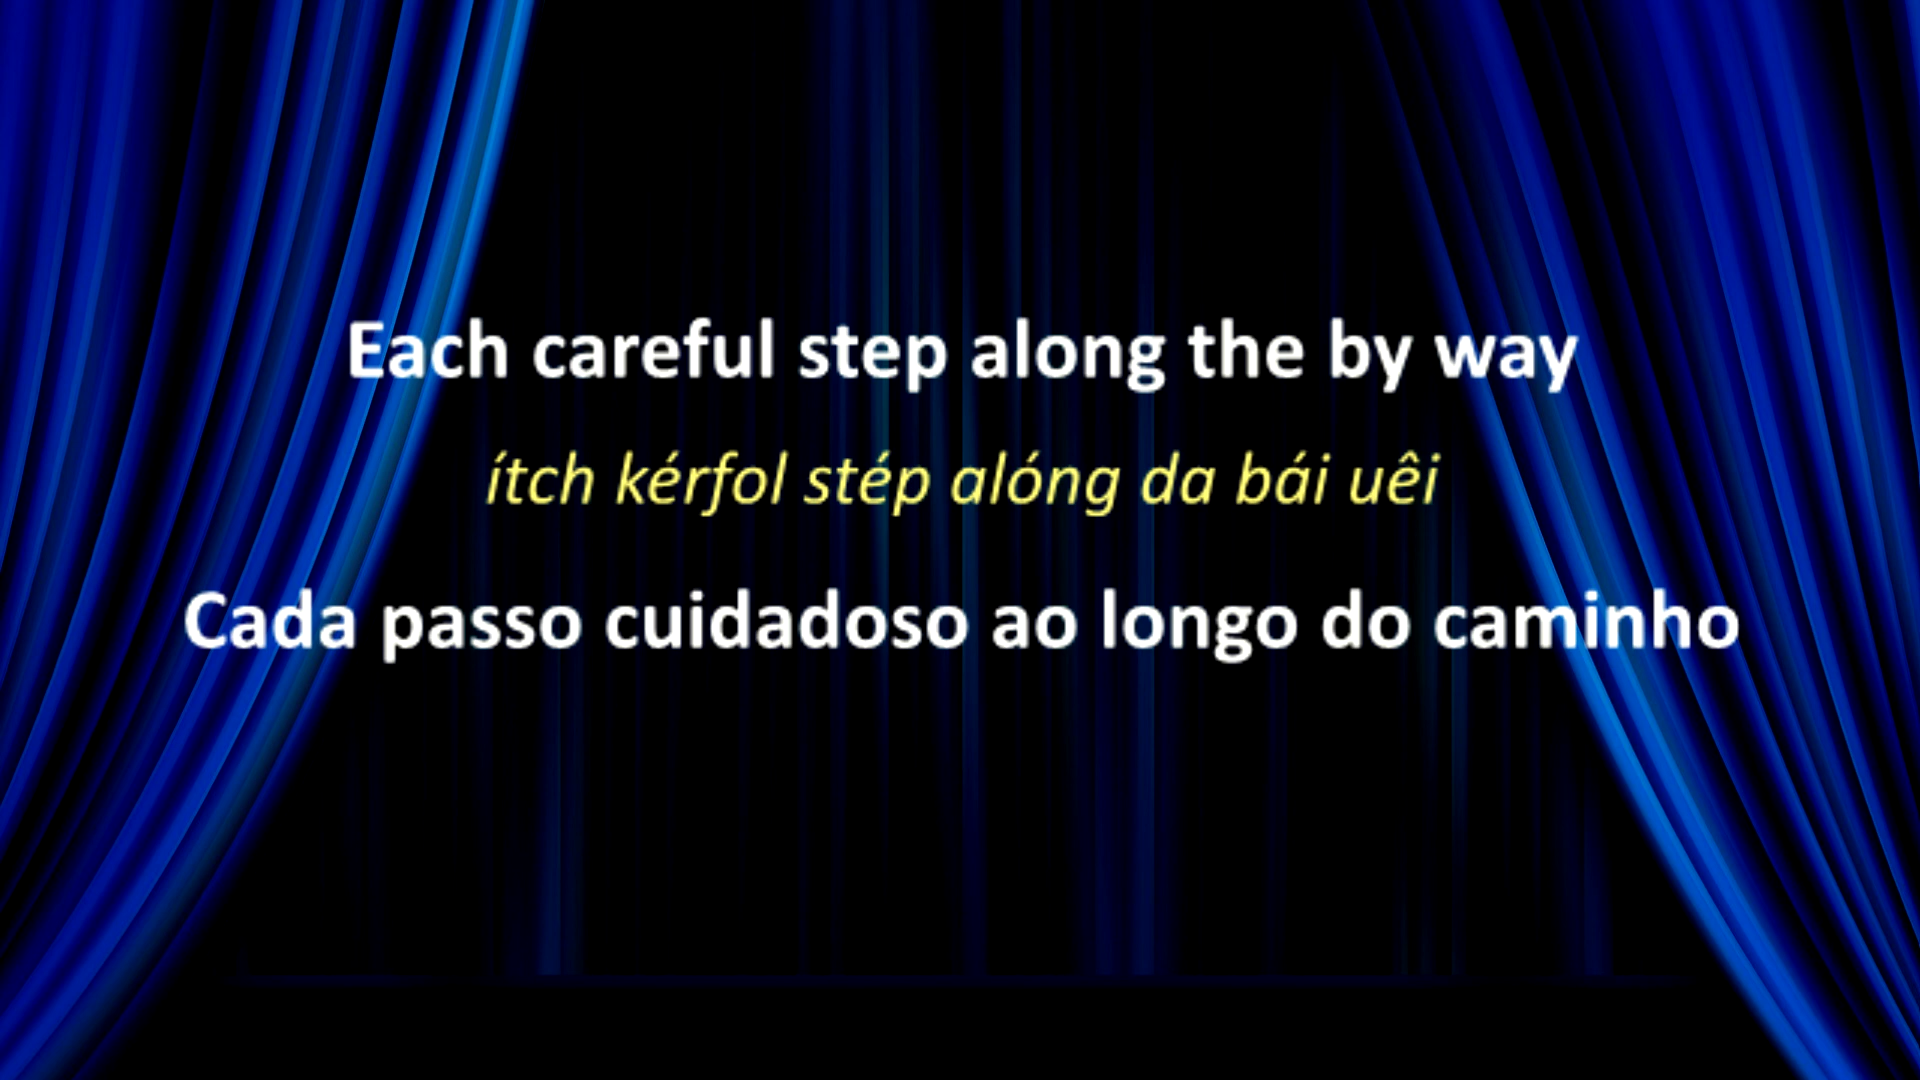 Each careful step along the by way
ítch kérfol stép alóng da bái uêi
Cada passo cuidadoso ao longo do caminho